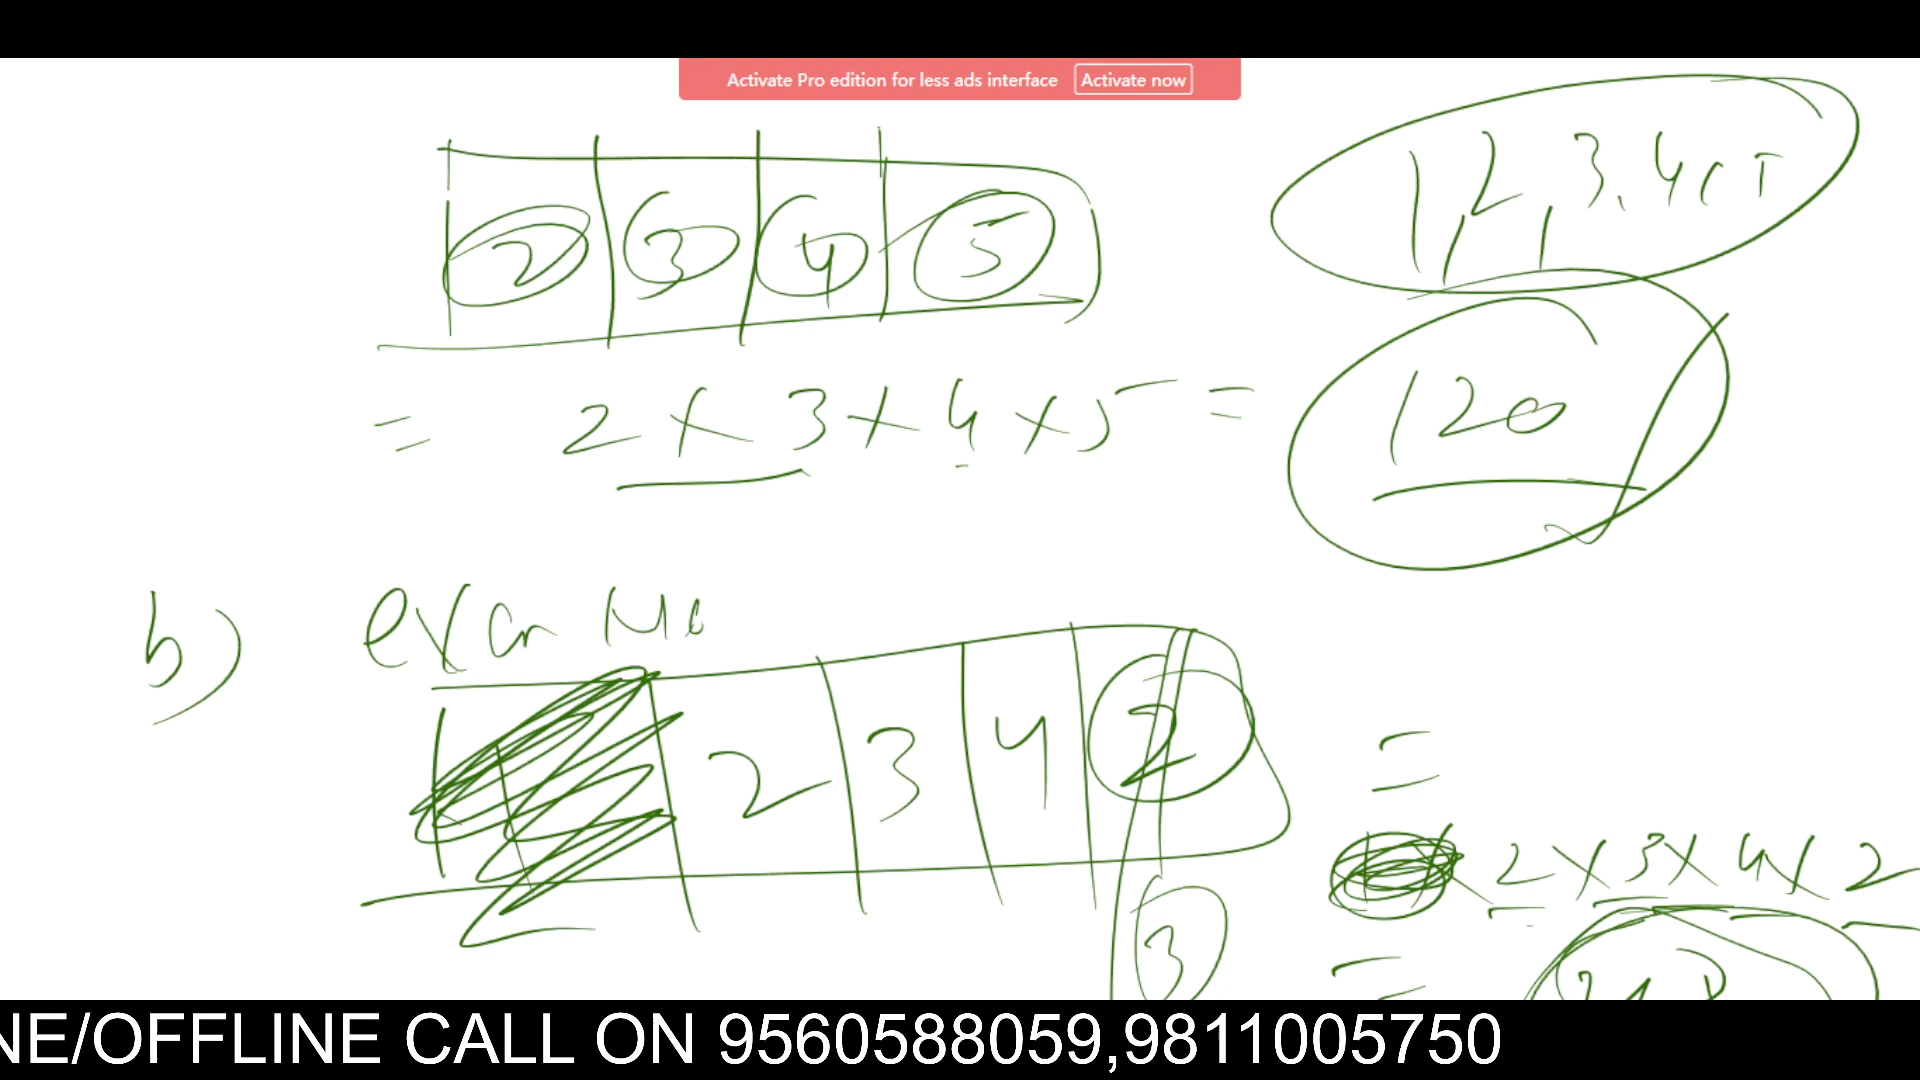 Activate Pro edition for less ads interface Activate now
1, 2, 3, 4, 5
2 3 4 5
= 2 × 3 × 4 × 5 = 120
b) even No
2 3 4 2
=
2 × 3 × 4 × 2
3
=
NE/OFFLINE CALL ON 9560588059,9811005750